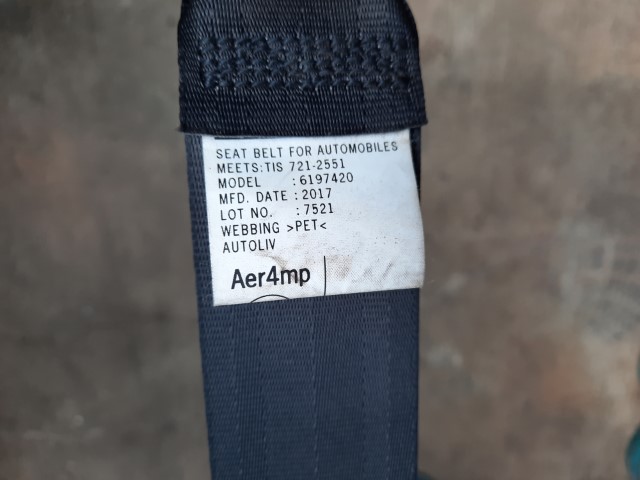 SEAT BELT FOR AUTOMOBILES
MEETS:TIS 721-2551
MODEL : 6197420
MFD. DATE : 2017
LOT NO. : 7521
WEBBING >PET<
AUTOLIV
Aer4mp